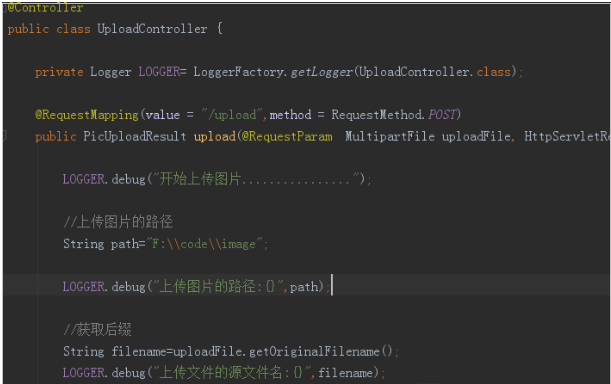 @Controller
public class UploadController {
private Logger LOGGER= LoggerFactory.getLogger(UploadController.class);
@RequestMapping(value = "/upload",method = RequestMethod.POST)
public PicUploadResult upload(@RequestParam  MultipartFile uploadFile, HttpServletRe
LOGGER.debug("开始上传图片................");
//上传图片的路径
String path="F:\\code\\image";
LOGGER.debug("上传图片的路径:{}",path);
//获取后缀
String filename=uploadFile.getOriginalFilename();
LOGGER.debug("上传文件的源文件名:{}",filename);